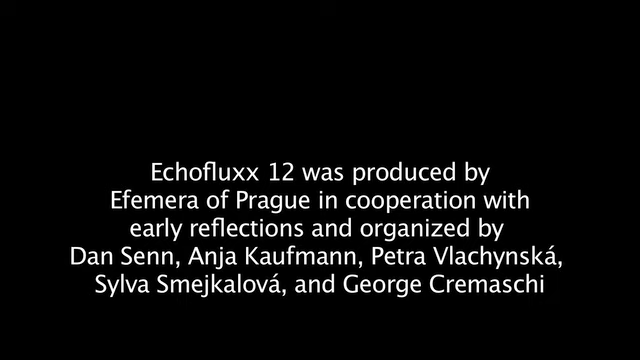 Echofluxx 12 was produced by
Efemera of Prague in cooperation with
early reflections and organized by
Dan Senn, Anja Kaufmann, Petra Vlachynská,
Sylva Smejkalová, and George Cremaschi